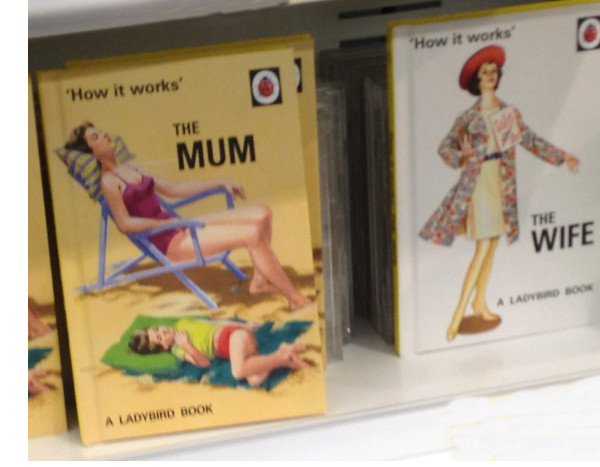 'How it works'
THE
MUM
A LADYBIRD BOOK
'How it works'
THE
WIFE
A LADYBIRD BOOK